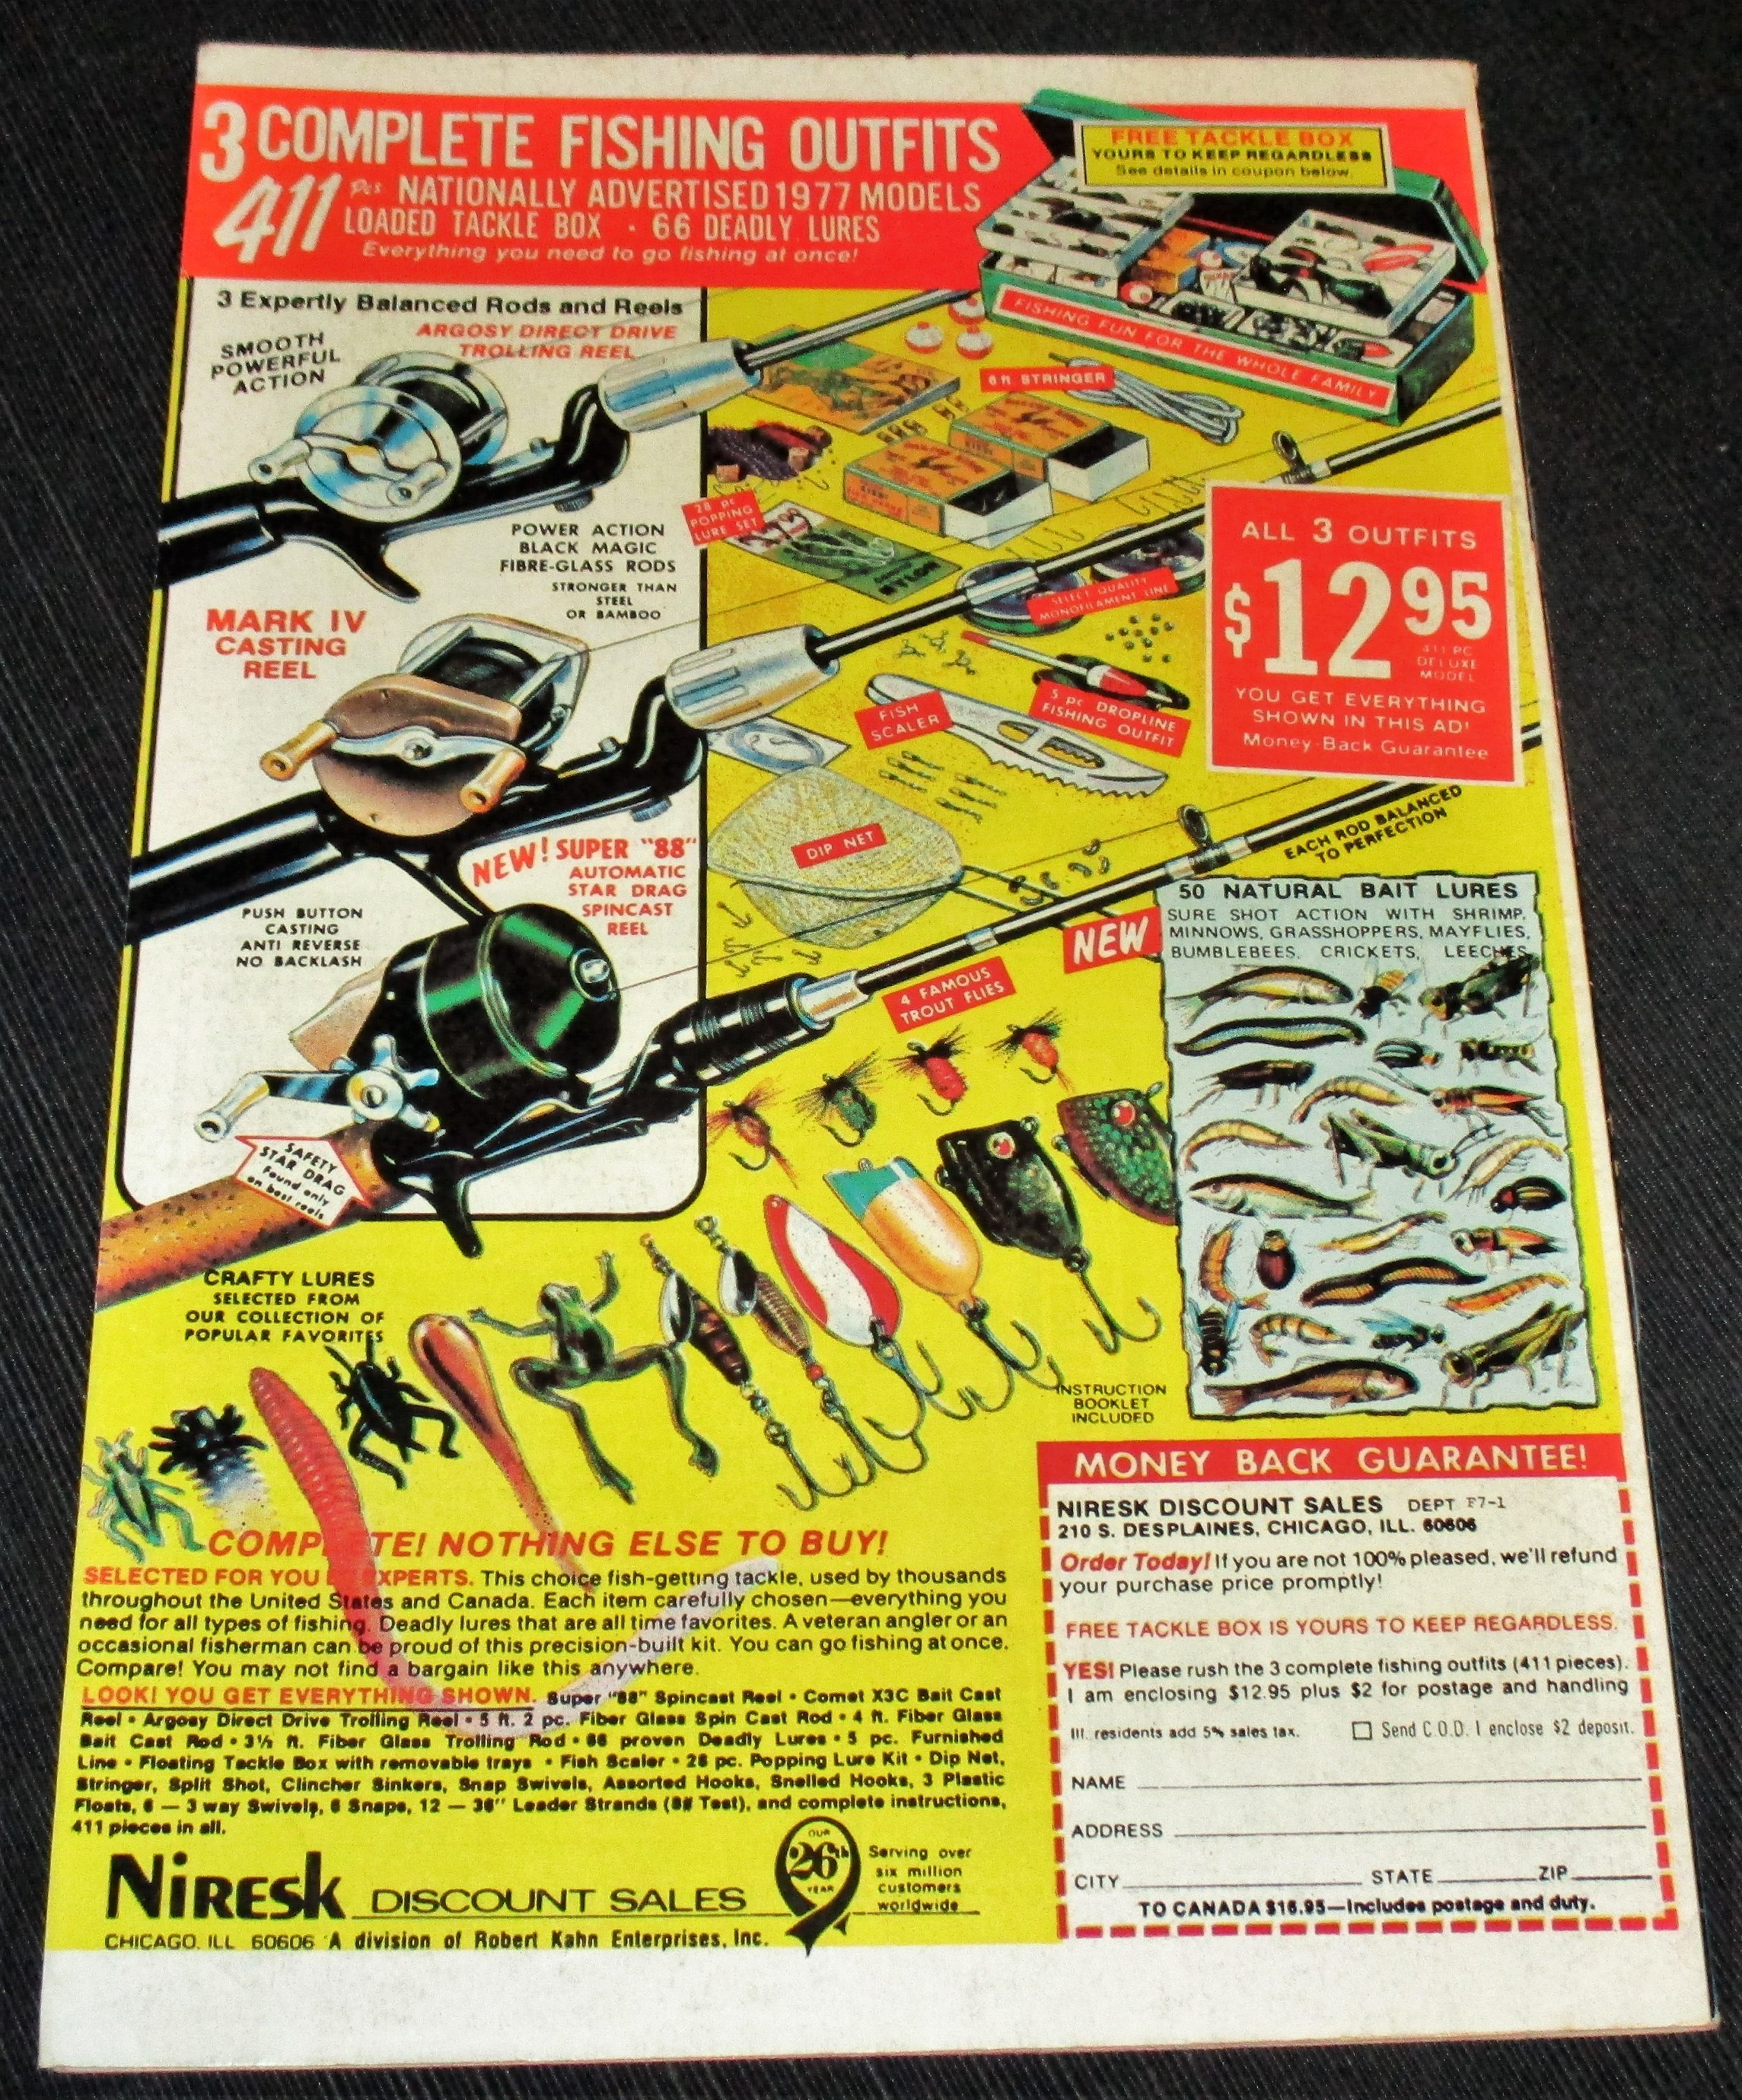 3 COMPLETE FISHING OUTFITS
411 Pcs NATIONALLY ADVERTISED 1977 MODELS
LOADED TACKLE BOX · 66 DEADLY LURES
Everything you need to go fishing at once!
FREE TACKLE BOX
YOURS TO KEEP REGARDLESS
See details in coupon below.
FISHING FUN FOR THE WHOLE FAMILY
3 Expertly Balanced Rods and Reels
SMOOTH
POWERFUL
ACTION
ARGOSY DIRECT DRIVE
TROLLING REEL
6 ft STRINGER
28 pc
POPPING
LURE SET
POWER ACTION
BLACK MAGIC
FIBRE-GLASS RODS
STRONGER THAN
STEEL
OR BAMBOO
SELECT QUALITY
MONOFILAMENT LINE
ALL 3 OUTFITS
$12 95
411 PC
DELUXE
MODEL
YOU GET EVERYTHING
SHOWN IN THIS AD!
Money-Back Guarantee
MARK IV
CASTING
REEL
FISH
SCALER
5 pc DROPLINE
FISHING OUTFIT
DIP NET
EACH ROD BALANCED
TO PERFECTION
NEW! SUPER "88"
AUTOMATIC
STAR DRAG
SPINCAST
REEL
PUSH BUTTON
CASTING
ANTI REVERSE
NO BACKLASH
4 FAMOUS
TROUT FLIES
NEW
50 NATURAL BAIT LURES
SURE SHOT ACTION WITH SHRIMP,
MINNOWS, GRASSHOPPERS, MAYFLIES,
BUMBLEBEES, CRICKETS, LEECHES
SAFETY
STAR DRAG
Found only
on best reels
CRAFTY LURES
SELECTED FROM
OUR COLLECTION OF
POPULAR FAVORITES
INSTRUCTION
BOOKLET
INCLUDED
COMP TE! NOTHING ELSE TO BUY!
SELECTED FOR YOU XPERTS. This choice fish-getting tackle, used by thousands
throughout the United States and Canada. Each item carefully chosen—everything you
need for all types of fishing. Deadly lures that are all time favorites. A veteran angler or an
occasional fisherman can be proud of this precision-built kit. You can go fishing at once.
Compare! You may not find a bargain like this anywhere.
LOOK! YOU GET EVERYTHING SHOWN. Super "88" Spincast Reel • Comet X3C Bait Cast
Reel • Argosy Direct Drive Trolling Reel • 5 ft. 2 pc. Fiber Glass Spin Cast Rod • 4 ft. Fiber Glass
Bait Cast Rod • 3½ ft. Fiber Glass Trolling Rod • 66 proven Deadly Lures • 5 pc. Furnished
Line • Floating Tackle Box with removable trays • Fish Scaler • 28 pc. Popping Lure Kit • Dip Net,
Stringer, Split Shot, Clincher Sinkers, Snap Swivels, Assorted Hooks, Snelled Hooks, 3 Plastic
Floats, 6 — 3 way Swivels, 6 Snaps, 12 — 36" Leader Strands (8# Test), and complete instructions,
411 pieces in all.
NIRESK DISCOUNT SALES
CHICAGO, ILL 60606 A division of Robert Kahn Enterprises, Inc.
OUR
26th
YEAR
Serving over
six million
customers
worldwide
MONEY BACK GUARANTEE!
NIRESK DISCOUNT SALES DEPT F7-1
210 S. DESPLAINES, CHICAGO, ILL. 60606
Order Today! If you are not 100% pleased, we'll refund
your purchase price promptly!
FREE TACKLE BOX IS YOURS TO KEEP REGARDLESS.
YES! Please rush the 3 complete fishing outfits (411 pieces).
I am enclosing $12.95 plus $2 for postage and handling
Ill. residents add 5% sales tax. Send C.O.D. I enclose $2 deposit.
NAME
ADDRESS
CITY STATE ZIP
TO CANADA $16.95—Includes postage and duty.